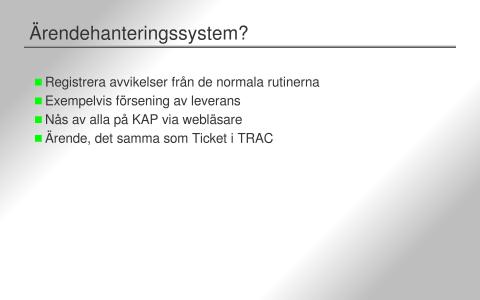 Ärendehanteringssystem?
Registrera avvikelser från de normala rutinerna
Exempelvis försening av leverans
Nås av alla på KAP via webläsare
Ärende, det samma som Ticket i TRAC